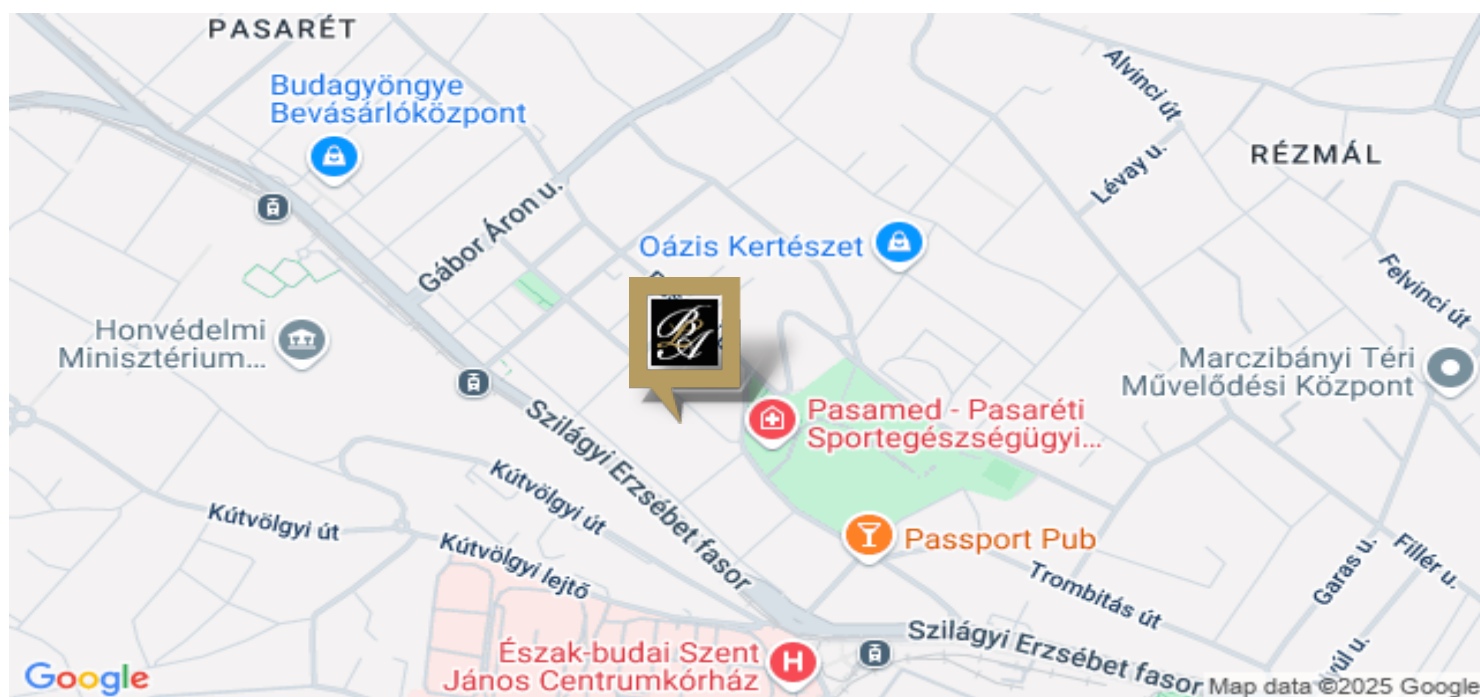 PASARÉT
Budagyöngye
Bevásárlóközpont
Alvinci út
RÉZMÁL
Lévay u.
Gábor Áron u.
Oázis Kertészet
Felvinci út
Honvédelmi
Minisztérium...
BLA
Marczibányi Téri
Művelődési Központ
Pasamed - Pasaréti
Sportegészségügyi...
Szilágyi Erzsébet fasor
Kútvölgyi út
Kútvölgyi út
Kútvölgyi lejtő
Passport Pub
Trombitás út
Garas u.
Fillér u.
Észak-budai Szent
János Centrumkórház
H
Szilágyi Erzsébet fasor
Google
Map data ©2025 Google